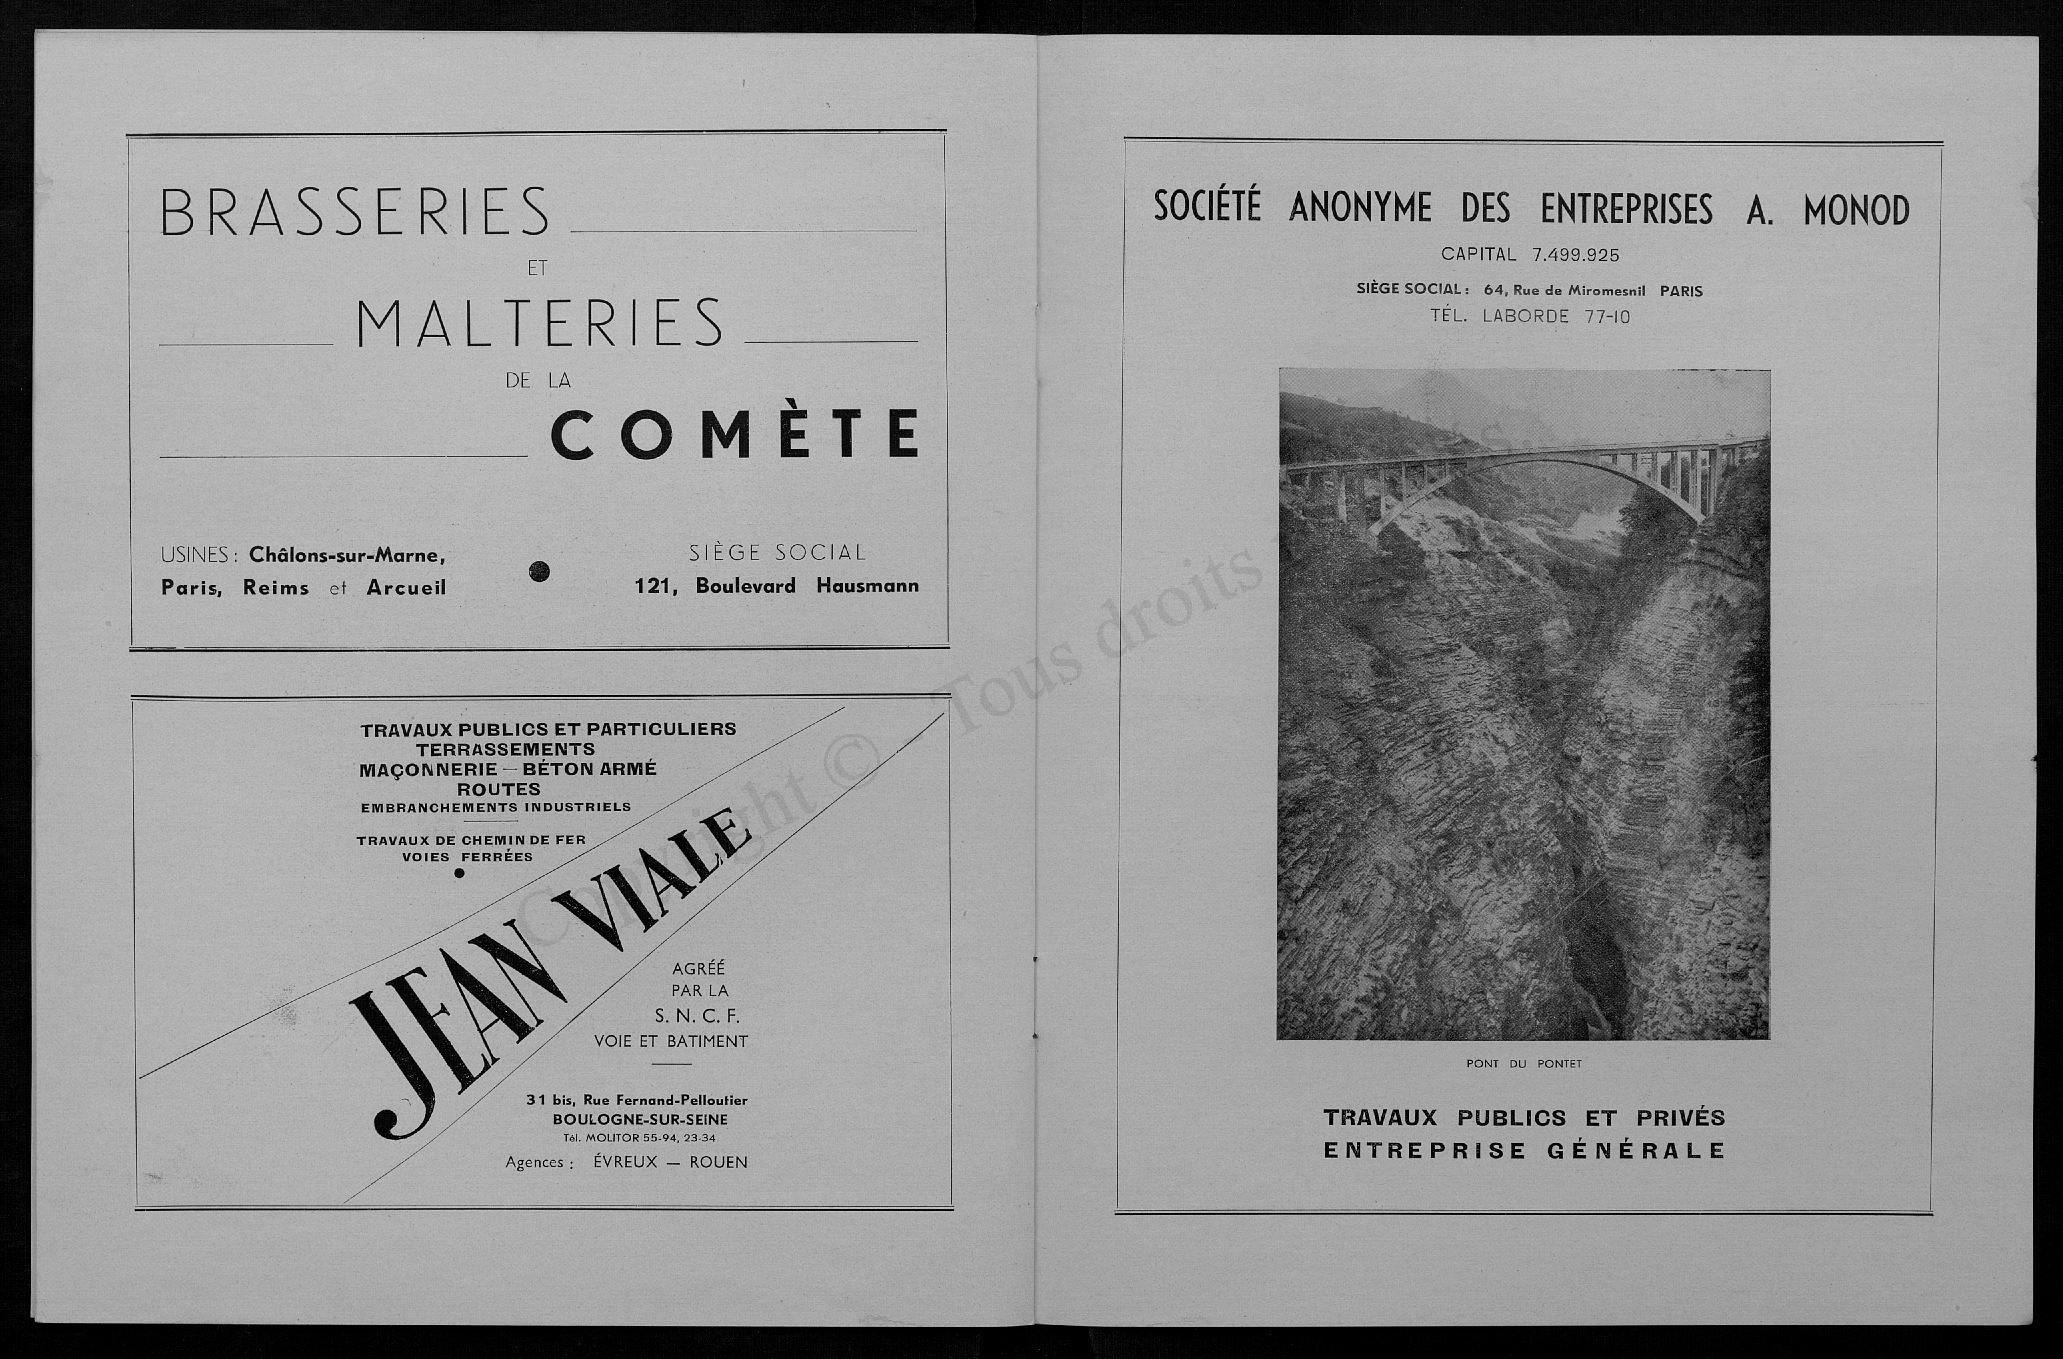 BRASSERIES
ET
MALTERIES
DE LA
COMÈTE
USINES : Châlons-sur-Marne,
Paris, Reims et Arcueil
SIÈGE SOCIAL
121, Boulevard Hausmann
TRAVAUX PUBLICS ET PARTICULIERS
TERRASSEMENTS
MAÇONNERIE — BÉTON ARMÉ
ROUTES
EMBRANCHEMENTS INDUSTRIELS
TRAVAUX DE CHEMIN DE FER
VOIES FERRÉES
JEAN VIALE
AGRÉÉ
PAR LA
S. N. C. F.
VOIE ET BATIMENT
31 bis, Rue Fernand-Pelloutier
BOULOGNE-SUR-SEINE
Tél. MOLITOR 55-94, 23-34
Agences : ÉVREUX — ROUEN
SOCIÉTÉ ANONYME DES ENTREPRISES A. MONOD
CAPITAL 7.499.925
SIÈGE SOCIAL : 64, Rue de Miromesnil PARIS
TÉL. LABORDE 77-10
PONT DU PONTET
TRAVAUX PUBLICS ET PRIVÉS
ENTREPRISE GÉNÉRALE
Copyright © - Tous droits